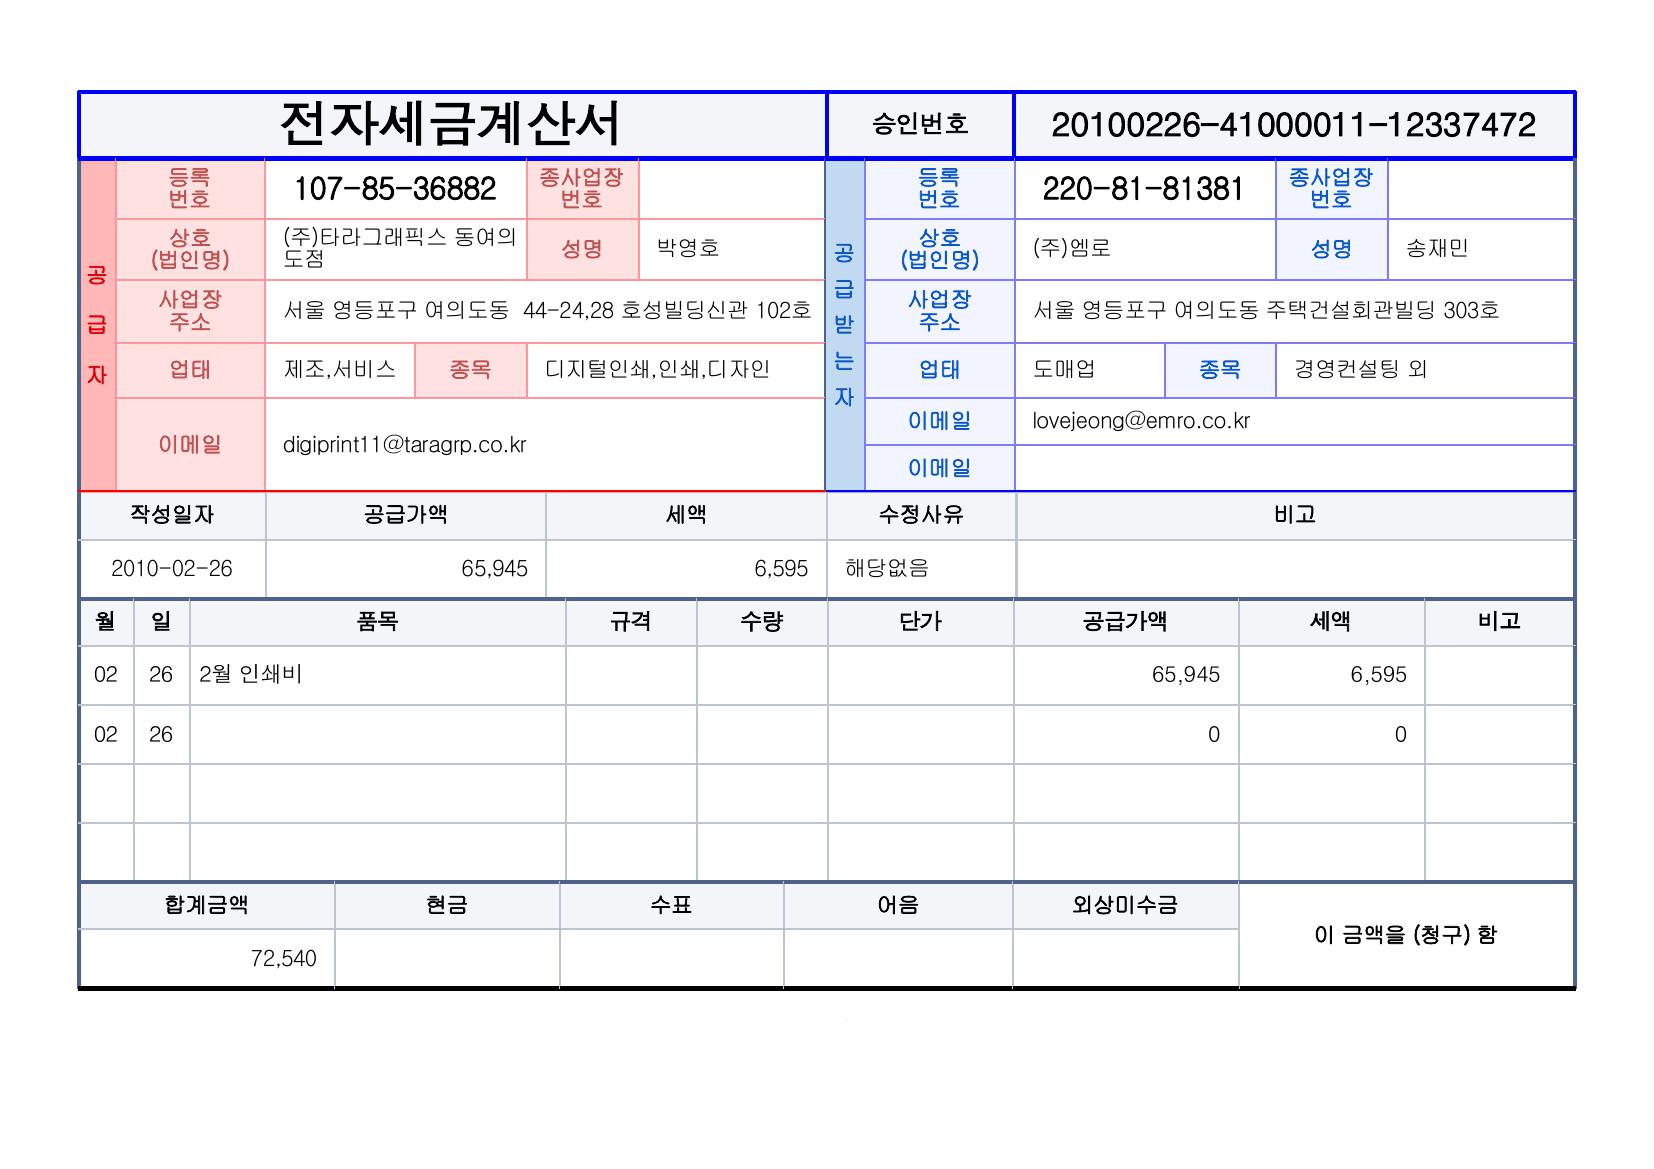 전자세금계산서 승인번호 20100226-41000011-12337472
공급자
등록번호 107-85-36882 종사업장번호
상호(법인명) (주)타라그래픽스 동여의도점 성명 박영호
사업장주소 서울 영등포구 여의도동 44-24,28 호성빌딩신관 102호
업태 제조,서비스 종목 디지털인쇄,인쇄,디자인
이메일 digiprint11@taragrp.co.kr
공급받는자
등록번호 220-81-81381 종사업장번호
상호(법인명) (주)엠로 성명 송재민
사업장주소 서울 영등포구 여의도동 주택건설회관빌딩 303호
업태 도매업 종목 경영컨설팅 외
이메일 lovejeong@emro.co.kr
이메일
작성일자 공급가액 세액 수정사유 비고
2010-02-26 65,945 6,595 해당없음
월 일 품목 규격 수량 단가 공급가액 세액 비고
02 26 2월 인쇄비 65,945 6,595
02 26 0 0
합계금액 현금 수표 어음 외상미수금 이 금액을 (청구) 함
72,540